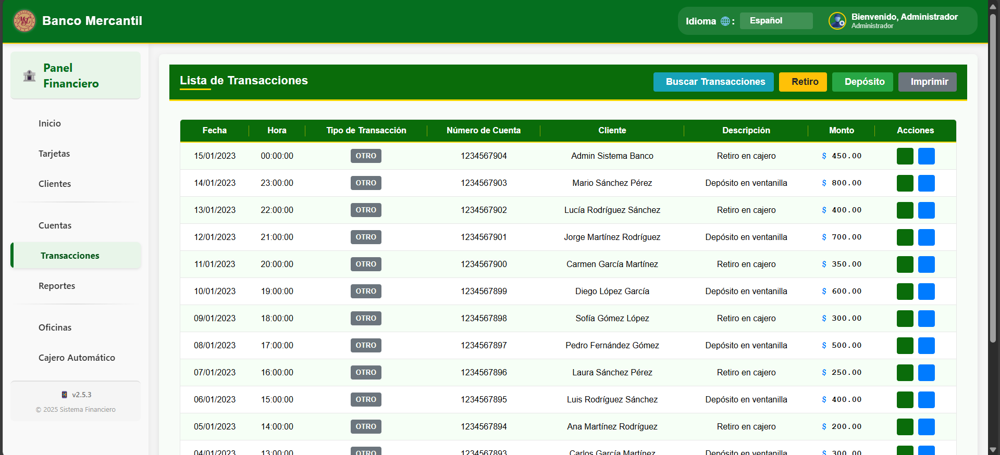 MSC
Banco Mercantil
Idioma :
Español
Bienvenido, Administrador
Administrador
Panel
Financiero
Inicio
Tarjetas
Clientes
Cuentas
Transacciones
Reportes
Oficinas
Cajero Automático
v2.5.3
© 2025 Sistema Financiero
Lista de Transacciones
Buscar Transacciones
Retiro
Depósito
Imprimir
Fecha Hora Tipo de Transacción Número de Cuenta Cliente Descripción Monto Acciones
15/01/2023 00:00:00 OTRO 1234567904 Admin Sistema Banco Retiro en cajero $ 450.00
14/01/2023 23:00:00 OTRO 1234567903 Mario Sánchez Pérez Depósito en ventanilla $ 800.00
13/01/2023 22:00:00 OTRO 1234567902 Lucía Rodríguez Sánchez Retiro en cajero $ 400.00
12/01/2023 21:00:00 OTRO 1234567901 Jorge Martínez Rodríguez Depósito en ventanilla $ 700.00
11/01/2023 20:00:00 OTRO 1234567900 Carmen García Martínez Retiro en cajero $ 350.00
10/01/2023 19:00:00 OTRO 1234567899 Diego López García Depósito en ventanilla $ 600.00
09/01/2023 18:00:00 OTRO 1234567898 Sofía Gómez López Retiro en cajero $ 300.00
08/01/2023 17:00:00 OTRO 1234567897 Pedro Fernández Gómez Depósito en ventanilla $ 500.00
07/01/2023 16:00:00 OTRO 1234567896 Laura Sánchez Pérez Retiro en cajero $ 250.00
06/01/2023 15:00:00 OTRO 1234567895 Luis Rodríguez Sánchez Depósito en ventanilla $ 400.00
05/01/2023 14:00:00 OTRO 1234567894 Ana Martínez Rodríguez Retiro en cajero $ 200.00
04/01/2023 13:00:00 OTRO 1234567893 Carlos García Martínez Depósito en ventanilla $ 300.00